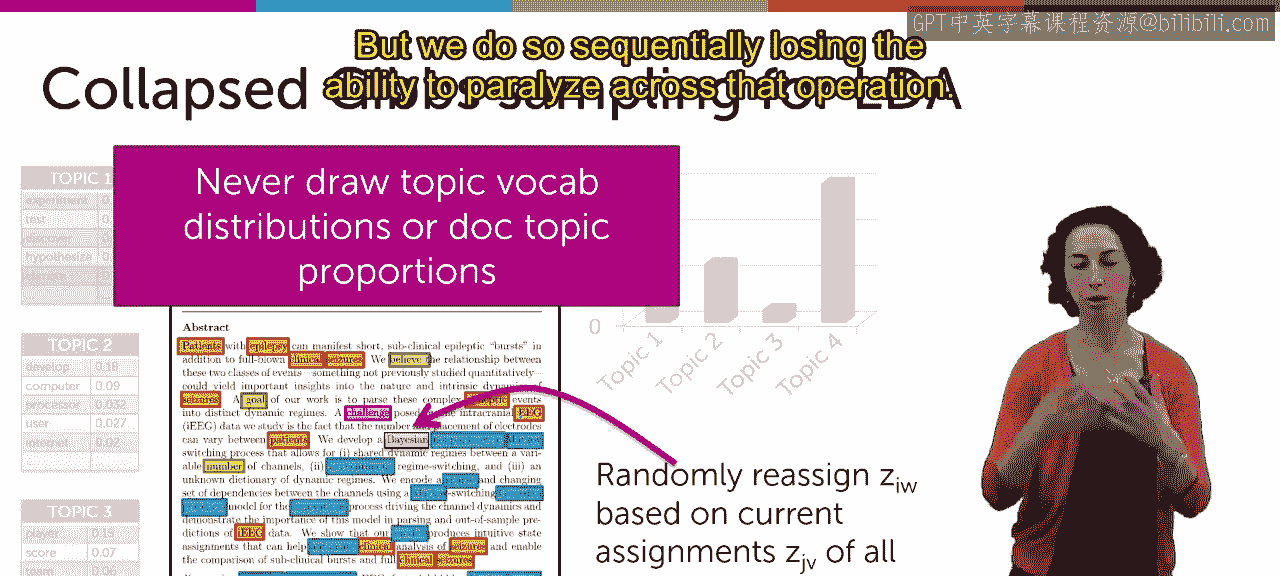 GPT中英字幕课程资源@bilibili.com
But we do so sequentially losing the
ability to paralyze across that operation.
Collapsed Gibbs sampling for LDA
Never draw topic vocab
distributions or doc topic
proportions
TOPIC 1
experiment 0.
test 0.
discover 0.
hypothesize 0.
TOPIC 2
develop 0.18
computer 0.09
processor 0.032
user 0.027
internet 0.02
TOPIC 3
player 0.15
score 0.07
team 0.06
0
Topic 1
Topic 2
Topic 3
Topic 4
Abstract
Patients with epilepsy can manifest short, sub-clinical epileptic “bursts” in
addition to full-blown clinical seizures. We believe the relationship between
these two classes of events—something not previously studied quantitatively—
could yield important insights into the nature and intrinsic dynamics of
seizures. A goal of our work is to parse these complex events
into distinct dynamic regimes. A challenge posed by the intracranial EEG
(iEEG) data we study is the fact that the number and placement of electrodes
can vary between patients. We develop a Bayesian
switching process that allows for (i) shared dynamic regimes between a vari-
able number of channels, (ii) regime-switching, and (iii) an
unknown dictionary of dynamic regimes. We encode a and changing
set of dependencies between the channels using a -switching
model for the process driving the channel dynamics and
demonstrate the importance of this model in parsing and out-of-sample pre-
dictions of iEEG data. We show that our produces intuitive state
assignments that can help clinical analysis of seizures and enable
the comparison of sub-clinical bursts and full clinical seizures.
Randomly reassign z_iw
based on current
assignments z_jv of all